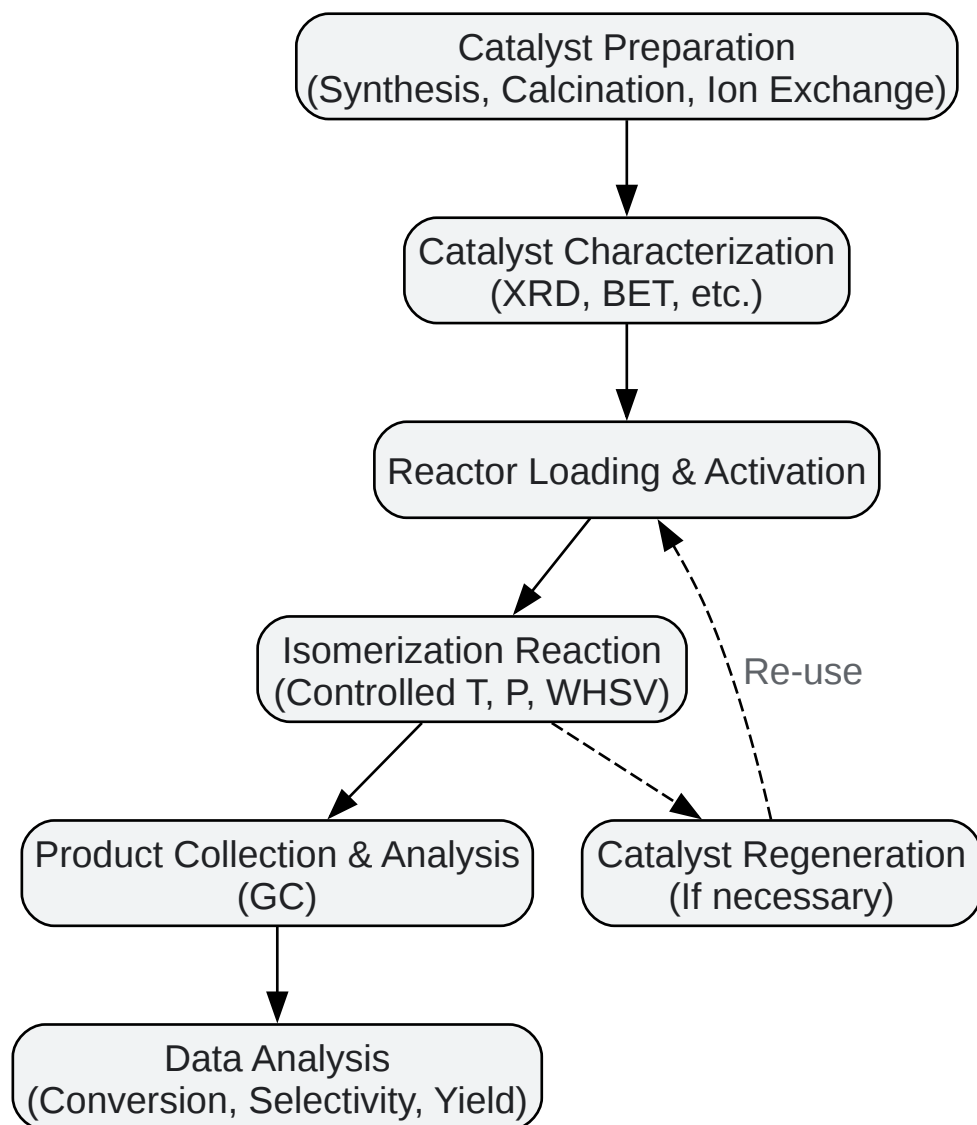 Catalyst Preparation
(Synthesis, Calcination, Ion Exchange)
Catalyst Characterization
(XRD, BET, etc.)
Reactor Loading & Activation
Isomerization Reaction
(Controlled T, P, WHSV)
Re-use
Product Collection & Analysis
(GC)
Catalyst Regeneration
(If necessary)
Data Analysis
(Conversion, Selectivity, Yield)